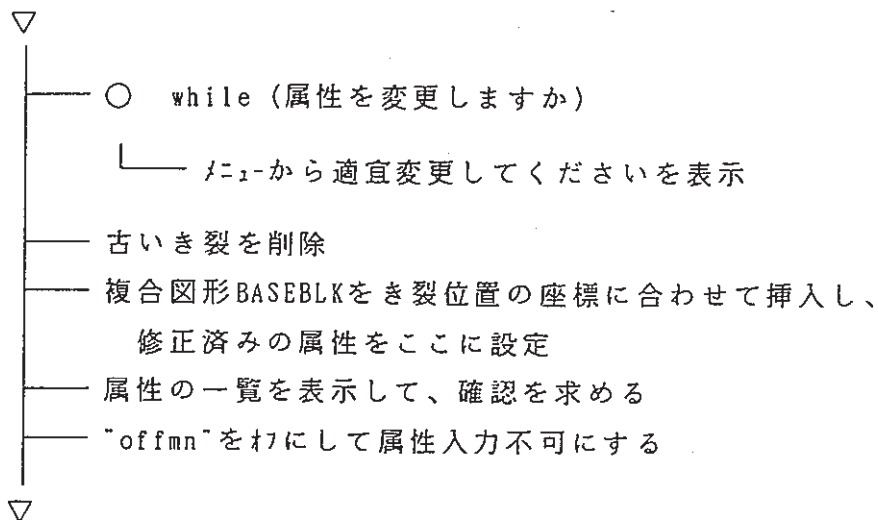 while (属性を変更しますか)
ﾒﾆｭｰから適宜変更してくださいを表示
古いき裂を削除
複合図形BASEBLKをき裂位置の座標に合わせて挿入し、
修正済みの属性をここに設定
属性の一覧を表示して、確認を求める
"offmn"をｵﾌにして属性入力不可にする